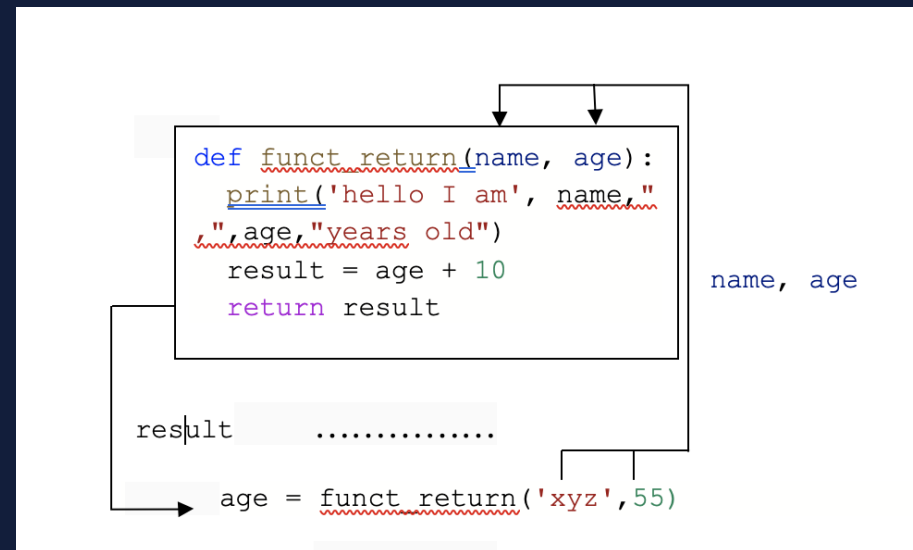 def funct_return(name, age):
print('hello I am', name,"
,",age,"years old")
result = age + 10
return result
name, age
result ...............
age = funct_return('xyz',55)